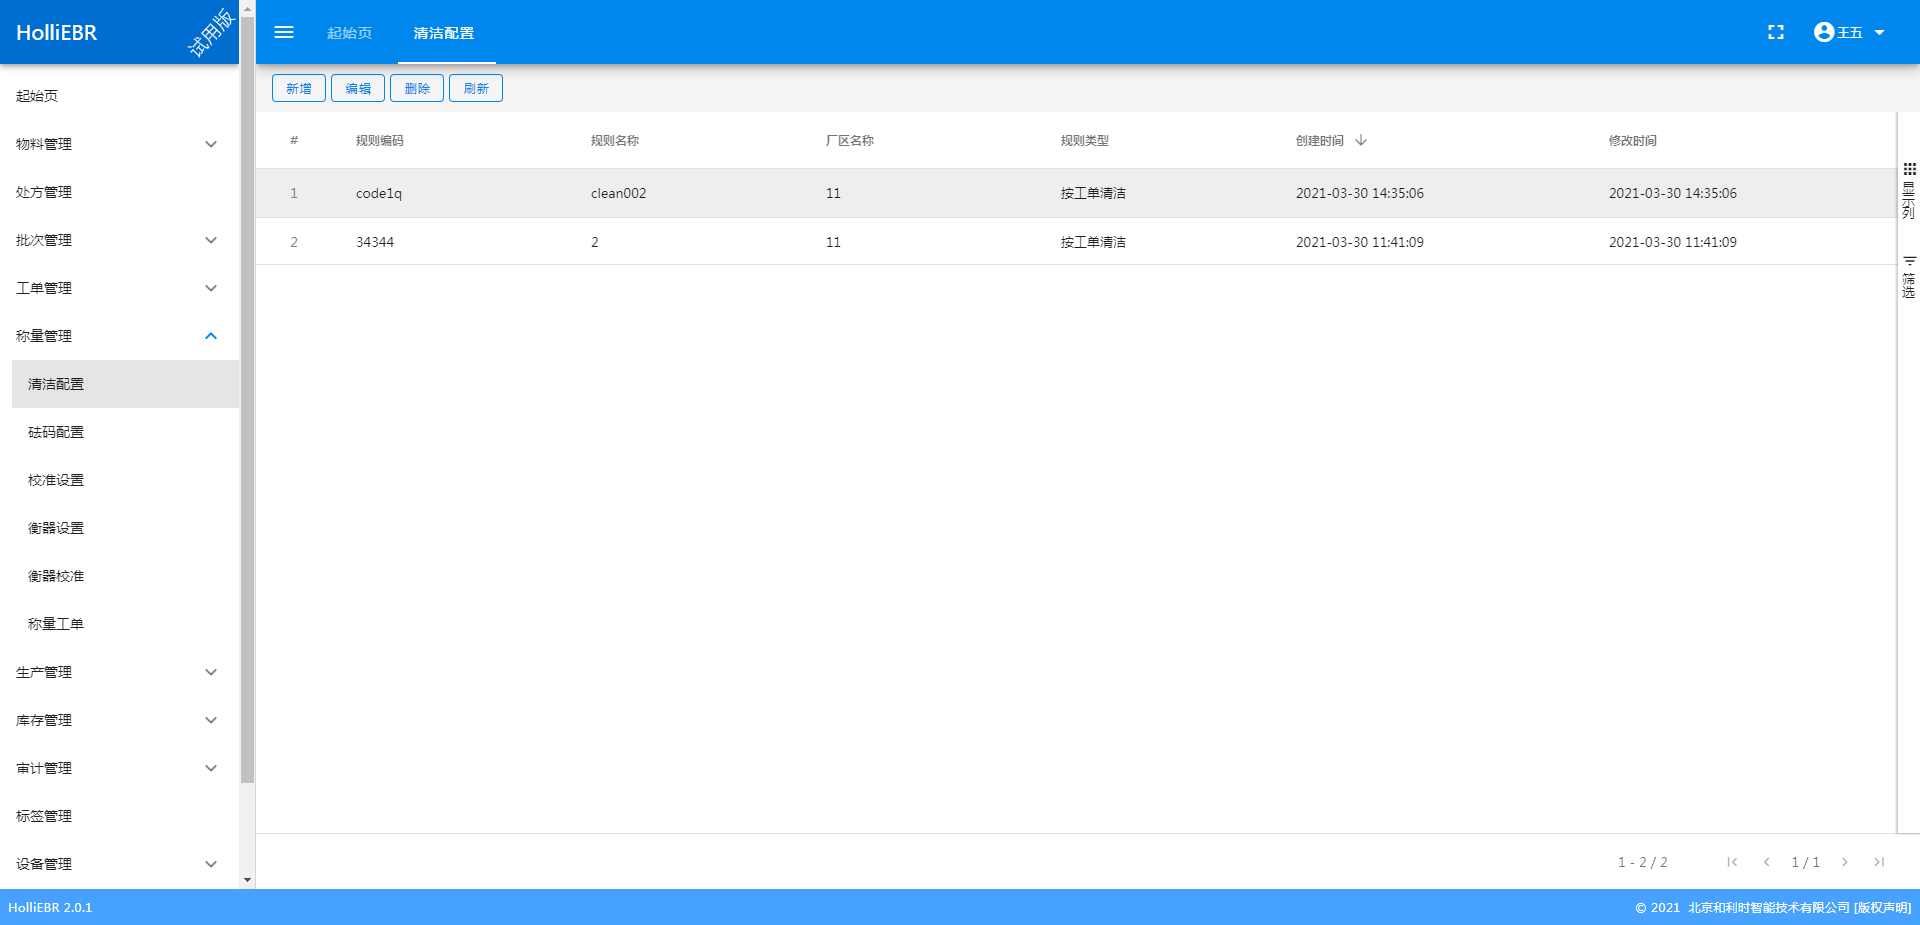 HolliEBR
试用版
起始页
清洁配置
王五
起始页
物料管理
处方管理
批次管理
工单管理
称量管理
清洁配置
砝码配置
校准设置
衡器设置
衡器校准
称量工单
生产管理
库存管理
审计管理
标签管理
设备管理
新增 编辑 删除 刷新
# 规则编码 规则名称 厂区名称 规则类型 创建时间 修改时间
1 code1q clean002 11 按工单清洁 2021-03-30 14:35:06 2021-03-30 14:35:06
2 34344 2 11 按工单清洁 2021-03-30 11:41:09 2021-03-30 11:41:09
显示列
筛选
1 - 2 / 2
1 / 1
HolliEBR 2.0.1
© 2021 北京和利时智能技术有限公司 [版权声明]